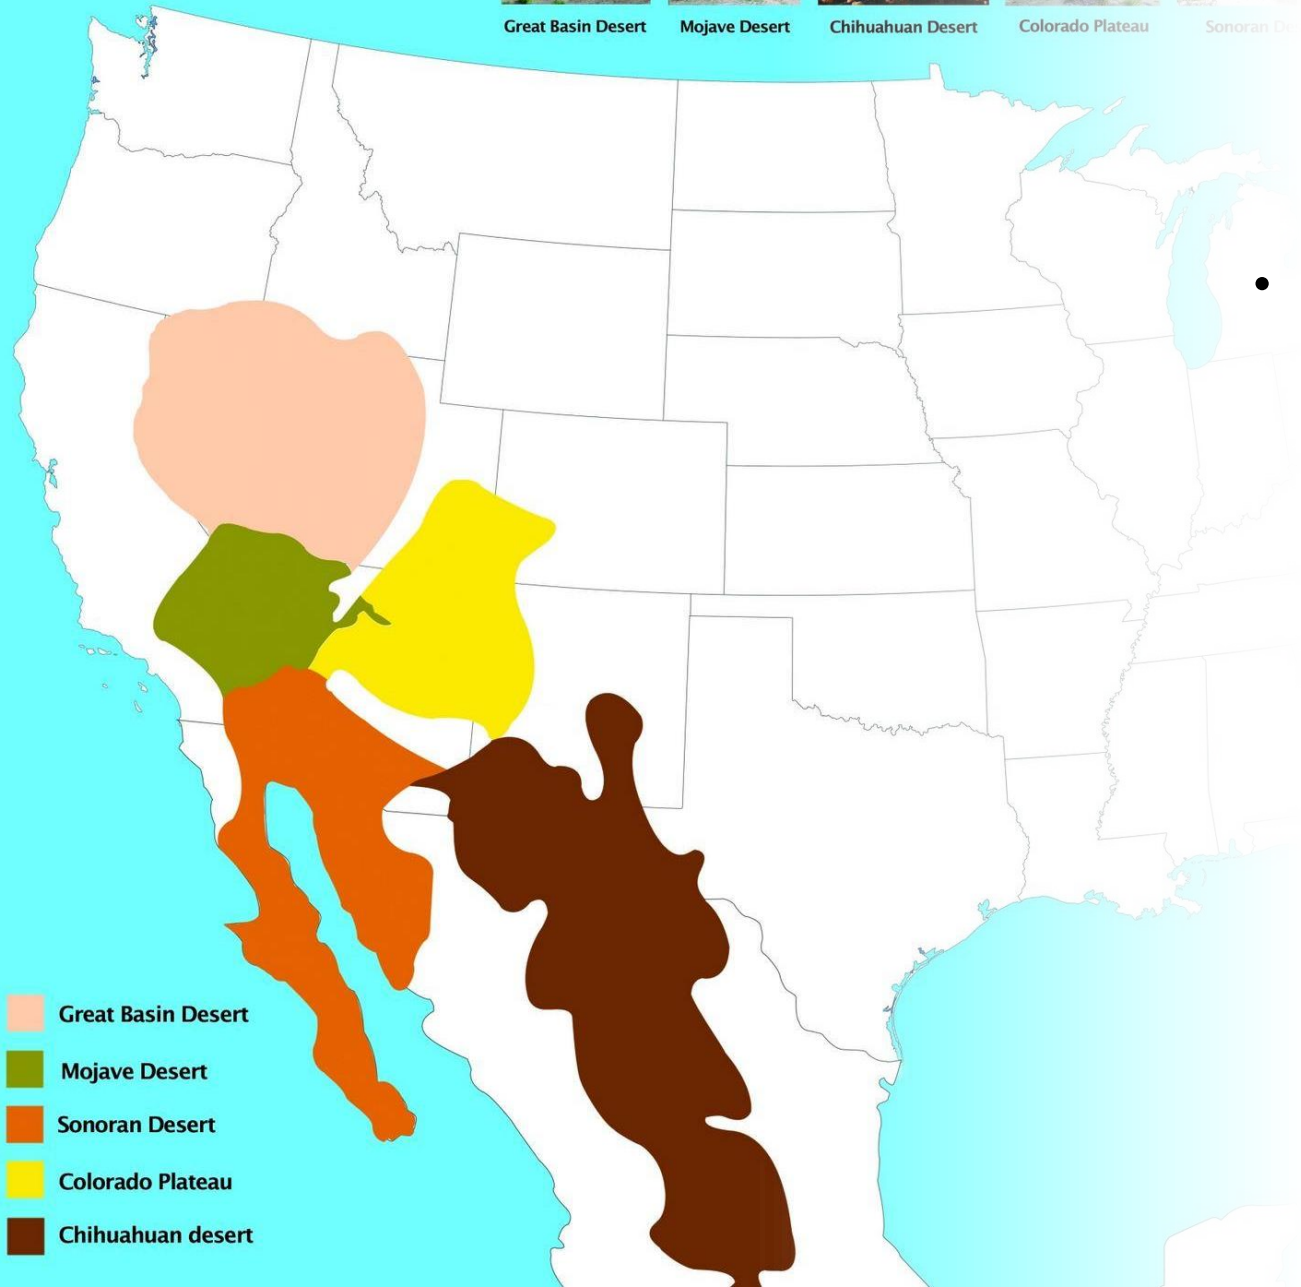 Great Basin Desert Mojave Desert Chihuahuan Desert Colorado Plateau Sonoran
Great Basin Desert
Mojave Desert
Sonoran Desert
Colorado Plateau
Chihuahuan desert